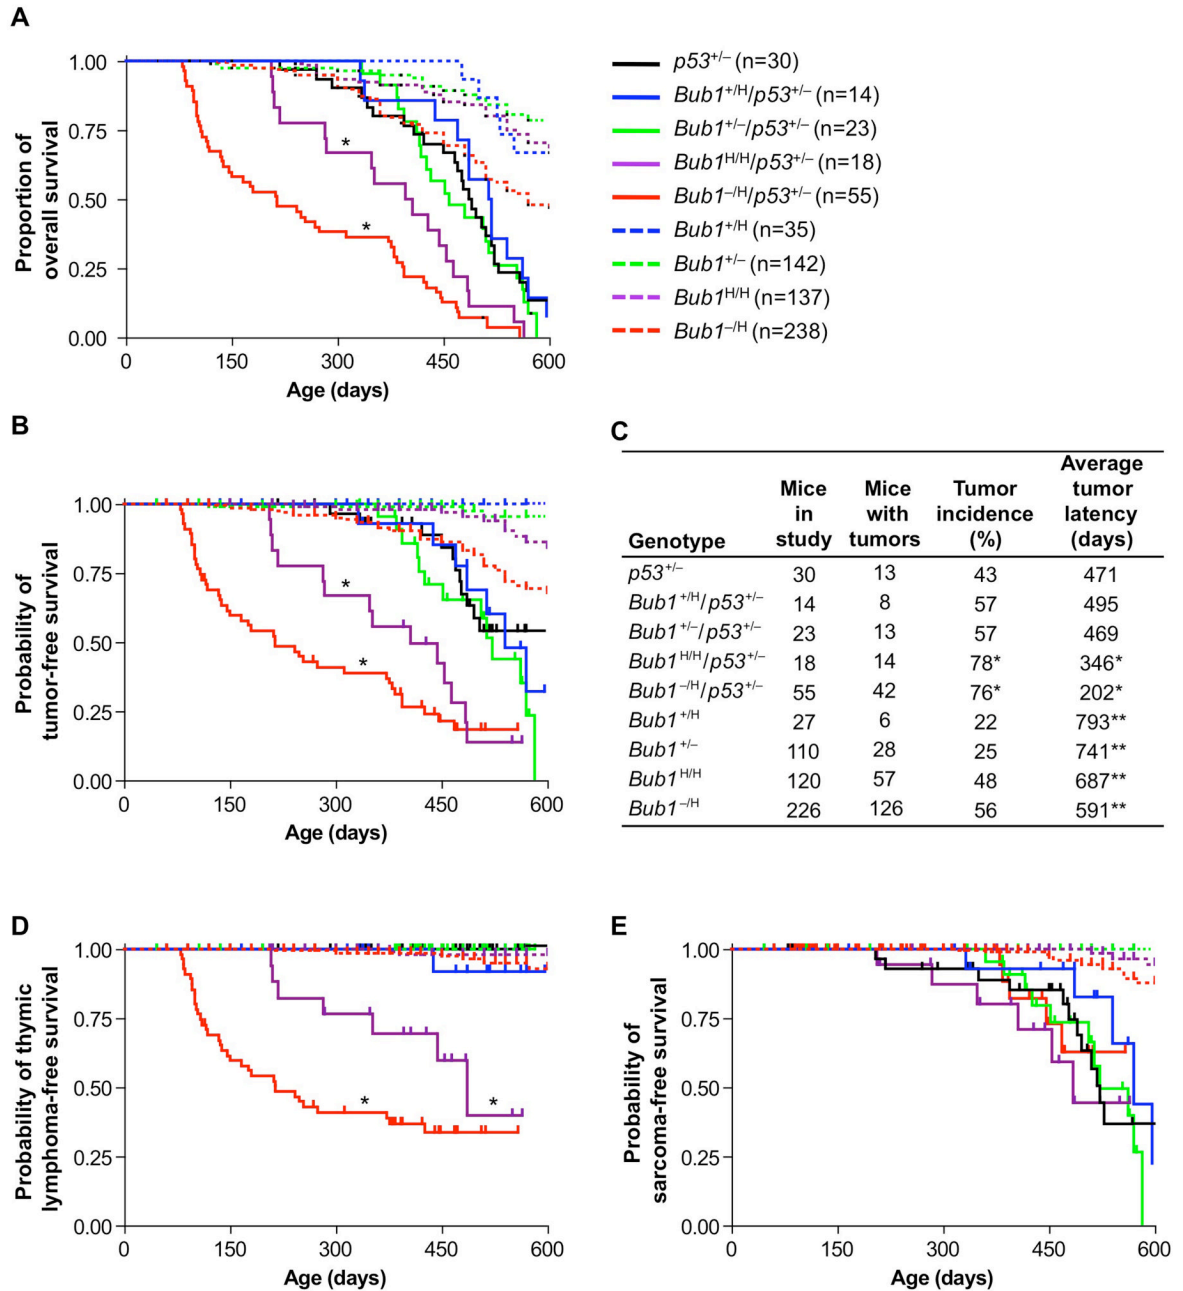 A
Proportion of
overall survival
1.00
0.75
0.50
0.25
0.00
*
*
0 150 300 450 600
Age (days)
p53+/– (n=30)
Bub1+/H/p53+/– (n=14)
Bub1+/–/p53+/– (n=23)
Bub1H/H/p53+/– (n=18)
Bub1–/H/p53+/– (n=55)
Bub1+/H (n=35)
Bub1+/– (n=142)
Bub1H/H (n=137)
Bub1–/H (n=238)
B
Probability of
tumor-free survival
1.00
0.75
0.50
0.25
0.00
*
*
0 150 300 450 600
Age (days)
C
Genotype Mice in study Mice with tumors Tumor incidence (%) Average tumor latency (days)
p53+/– 30 13 43 471
Bub1+/H/p53+/– 14 8 57 495
Bub1+/–/p53+/– 23 13 57 469
Bub1H/H/p53+/– 18 14 78* 346*
Bub1–/H/p53+/– 55 42 76* 202*
Bub1+/H 27 6 22 793**
Bub1+/– 110 28 25 741**
Bub1H/H 120 57 48 687**
Bub1–/H 226 126 56 591**
D
Probability of thymic
lymphoma-free survival
1.00
0.75
0.50
0.25
0.00
*
*
0 150 300 450 600
Age (days)
E
Probability of
sarcoma-free survival
1.00
0.75
0.50
0.25
0.00
0 150 300 450 600
Age (days)